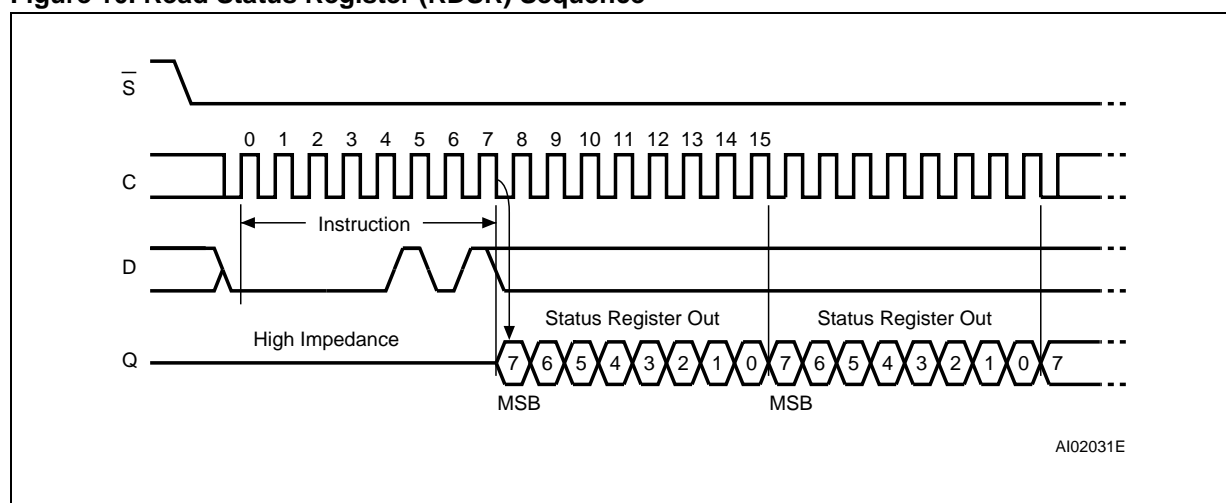 Figure 10. Read Status Register (RDSR) Sequence
S
0 1 2 3 4 5 6 7 8 9 10 11 12 13 14 15
C
Instruction
D
Status Register Out Status Register Out
High Impedance
Q 7 6 5 4 3 2 1 0 7 6 5 4 3 2 1 0 7
MSB MSB
AI02031E